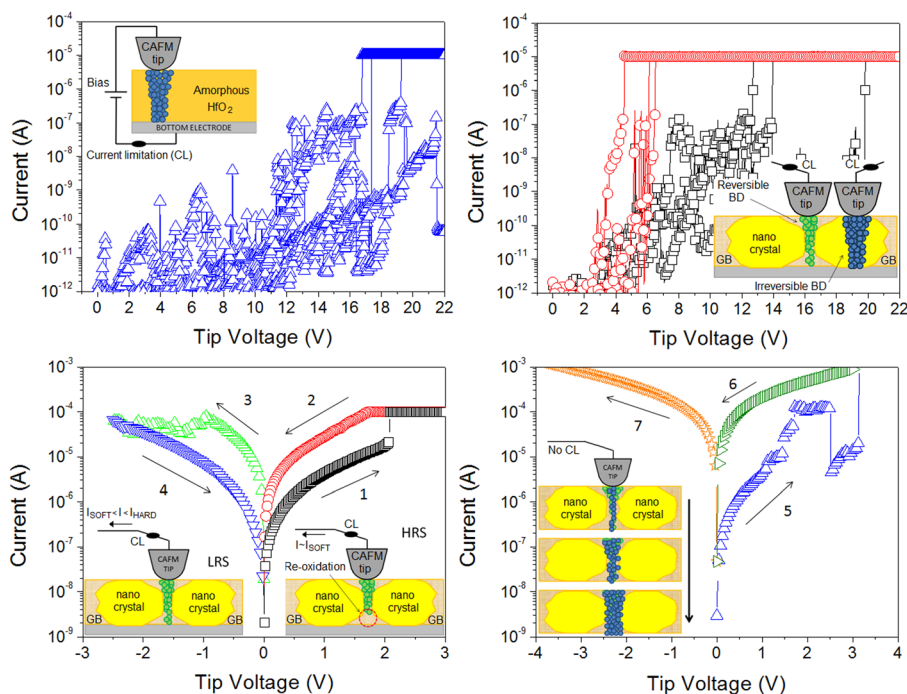 10⁻⁴
10⁻⁵
10⁻⁶
10⁻⁷
10⁻⁸
10⁻⁹
10⁻¹⁰
10⁻¹¹
10⁻¹²
Current (A)
CAFM
tip
Bias
Amorphous
HfO₂
BOTTOM ELECTRODE
Current limitation (CL)
0 2 4 6 8 10 12 14 16 18 20 22
Tip Voltage (V)
10⁻⁴
10⁻⁵
10⁻⁶
10⁻⁷
10⁻⁸
10⁻⁹
10⁻¹⁰
10⁻¹¹
10⁻¹²
Current (A)
CL CL
Reversible
BD
CAFM CAFM
tip tip
nano
crystal
GB GB
Irreversible BD
0 2 4 6 8 10 12 14 16 18 20 22
Tip Voltage (V)
10⁻³
10⁻⁴
10⁻⁵
10⁻⁶
10⁻⁷
10⁻⁸
10⁻⁹
Current (A)
3 2
4 1
I_SOFT<I<I_HARD
CL
LRS
CAFM
TIP
nano nano
crystal crystal
GB GB
CL
HRS
I~I_SOFT
CAFM
tip
Re-oxidation
nano nano
crystal crystal
GB GB
-3 -2 -1 0 1 2 3
Tip Voltage (V)
10⁻³
10⁻⁴
10⁻⁵
10⁻⁶
10⁻⁷
10⁻⁸
10⁻⁹
Current (A)
6
7
5
No CL
CAFM
TIP
nano nano
crystal crystal
-4 -3 -2 -1 0 1 2 3 4
Tip Voltage (V)